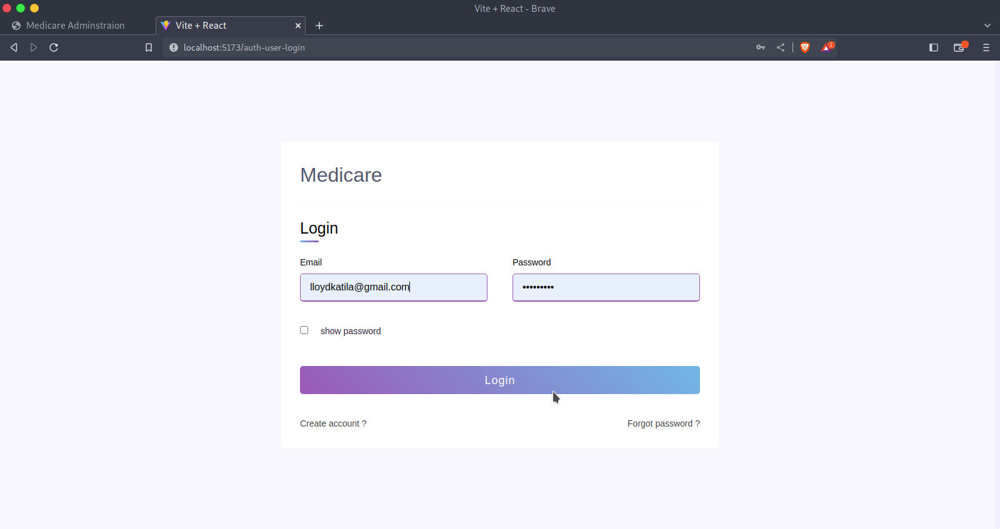 Vite + React - Brave
Medicare Adminstraion
Vite + React
localhost:5173/auth-user-login
1
Medicare
Login
Email
Password
lloydkatila@gmail.com
•••••••••
show password
Login
Create account ?
Forgot password ?